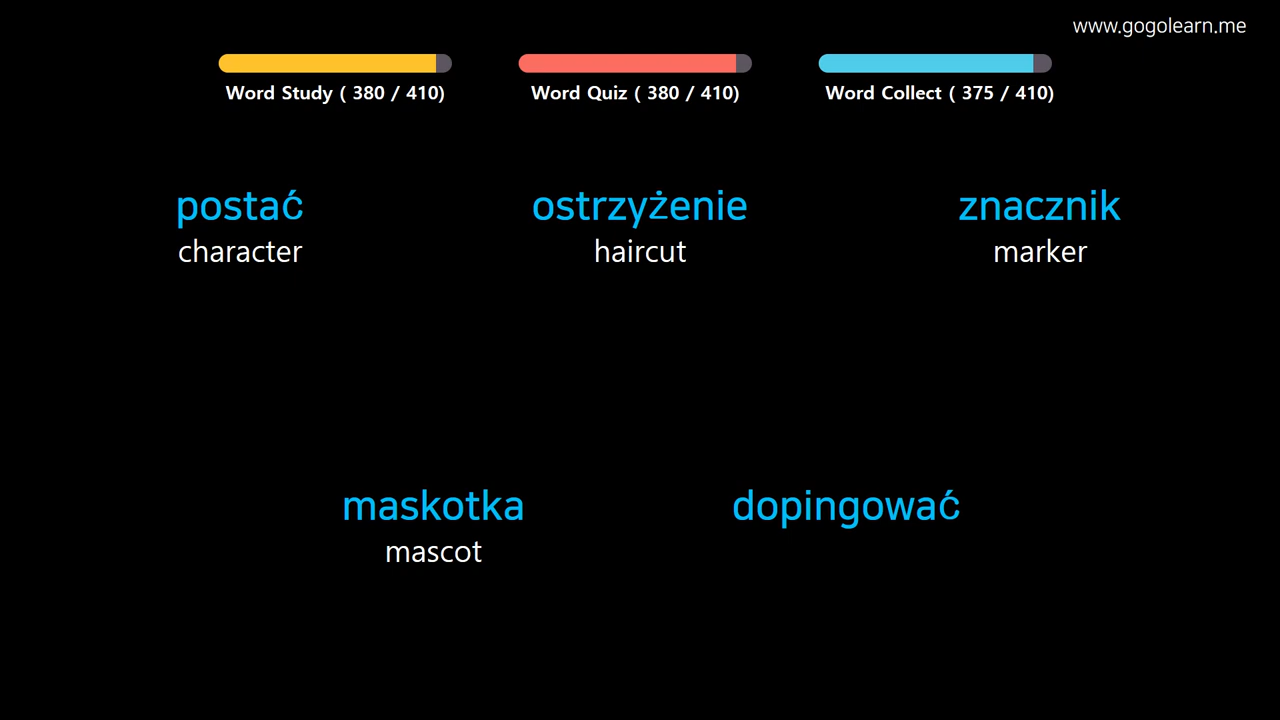 www.gogolearn.me
Word Study ( 380 / 410)
Word Quiz ( 380 / 410)
Word Collect ( 375 / 410)
postać
character
ostrzyżenie
haircut
znacznik
marker
maskotka
mascot
dopingować